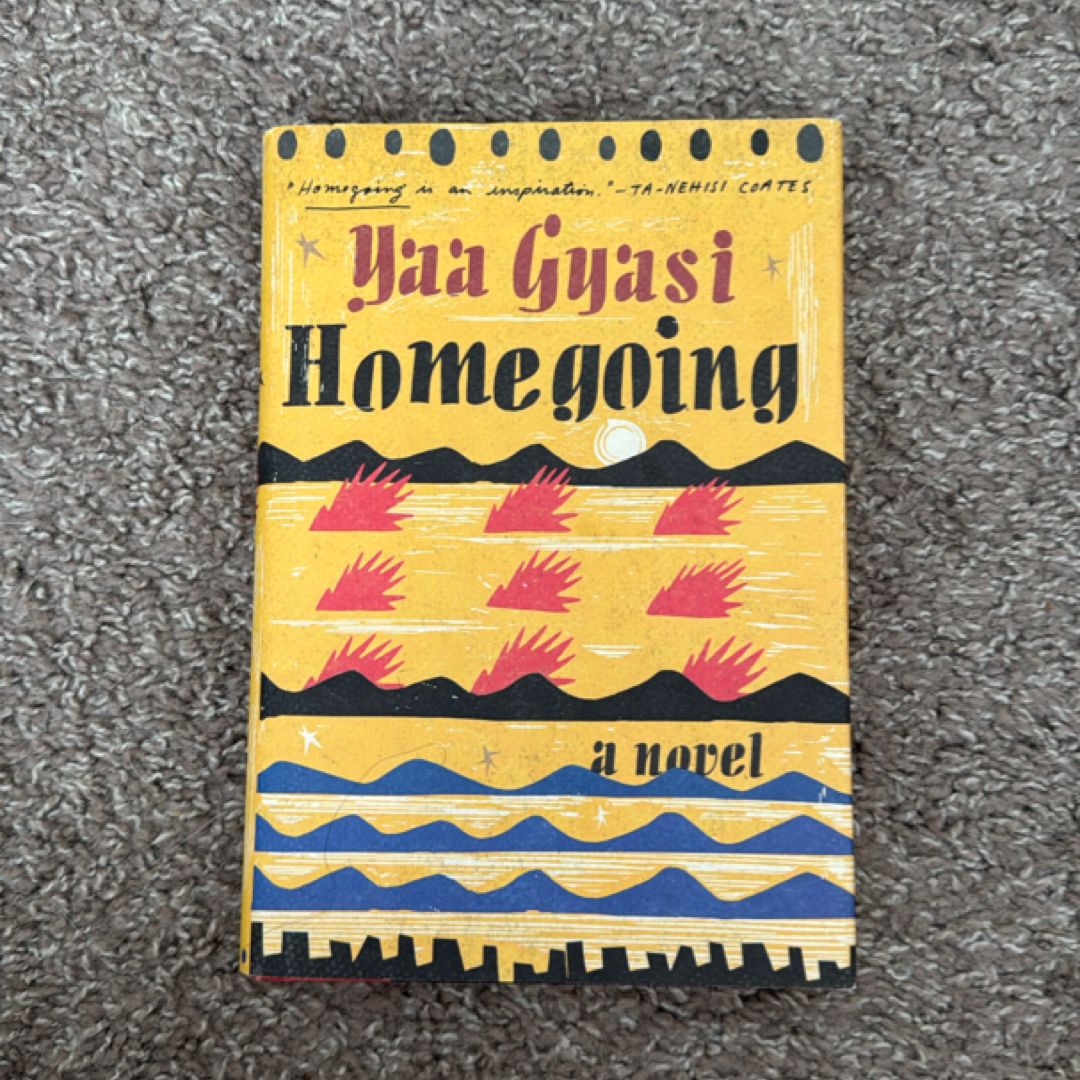 "Homegoing is an inspiration." —TA-NEHISI COATES
Yaa Gyasi
Homegoing
a novel